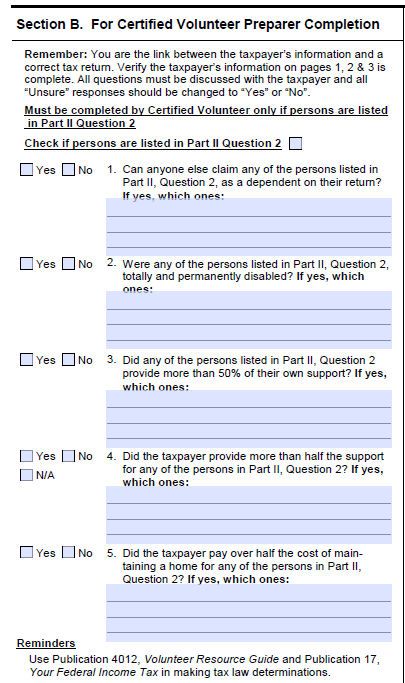 Section B. For Certified Volunteer Preparer Completion
Remember: You are the link between the taxpayer's information and a
correct tax return. Verify the taxpayer's information on pages 1, 2 & 3 is
complete. All questions must be discussed with the taxpayer and all
"Unsure" responses should be changed to "Yes" or "No".
Must be completed by Certified Volunteer only if persons are listed
in Part II Question 2
Check if persons are listed in Part II Question 2
Yes No 1. Can anyone else claim any of the persons listed in
Part II, Question 2, as a dependent on their return?
If yes, which ones:
Yes No 2. Were any of the persons listed in Part II, Question 2,
totally and permanently disabled? If yes, which
ones:
Yes No 3. Did any of the persons listed in Part II, Question 2
provide more than 50% of their own support? If yes,
which ones:
Yes No 4. Did the taxpayer provide more than half the support
N/A for any of the persons in Part II, Question 2? If yes,
which ones:
Yes No 5. Did the taxpayer pay over half the cost of main-
taining a home for any of the persons in Part II,
Question 2? If yes, which ones:
Reminders
Use Publication 4012, Volunteer Resource Guide and Publication 17,
Your Federal Income Tax in making tax law determinations.